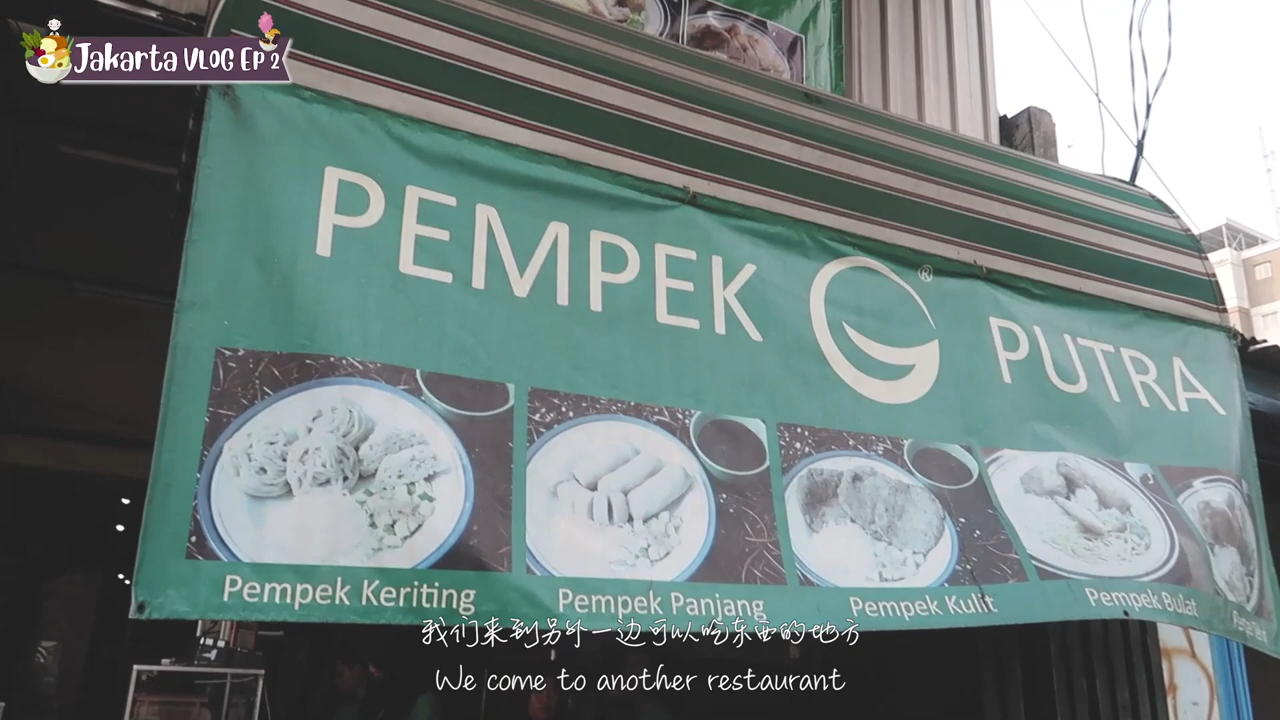 Jakarta VLOG EP 2
PEMPEK G® PUTRA
Pempek Keriting
Pempek Panjang
Pempek Kulit
Pempek Bulat
我们来到另外一边可以吃东西的地方
We come to another restaurant